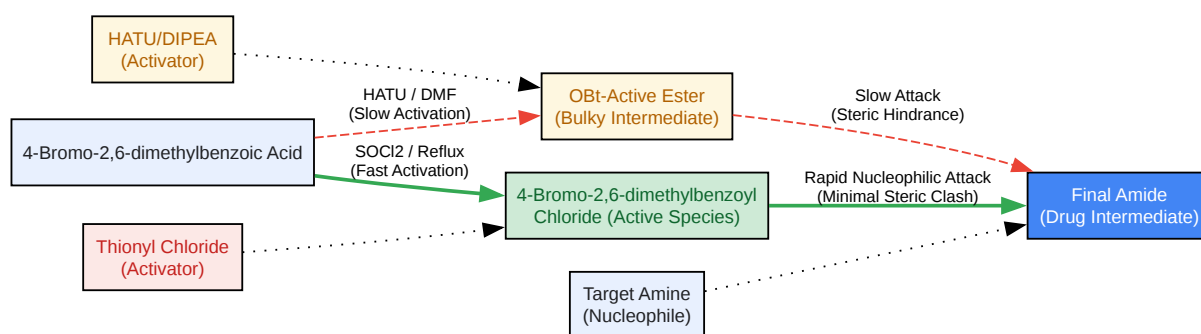 HATU/DIPEA
(Activator)
HATU / DMF
(Slow Activation)
OBt-Active Ester
(Bulky Intermediate)
Slow Attack
(Steric Hindrance)
4-Bromo-2,6-dimethylbenzoic Acid
SOCl2 / Reflux
(Fast Activation)
4-Bromo-2,6-dimethylbenzoyl
Chloride (Active Species)
Rapid Nucleophilic Attack
(Minimal Steric Clash)
Final Amide
(Drug Intermediate)
Thionyl Chloride
(Activator)
Target Amine
(Nucleophile)